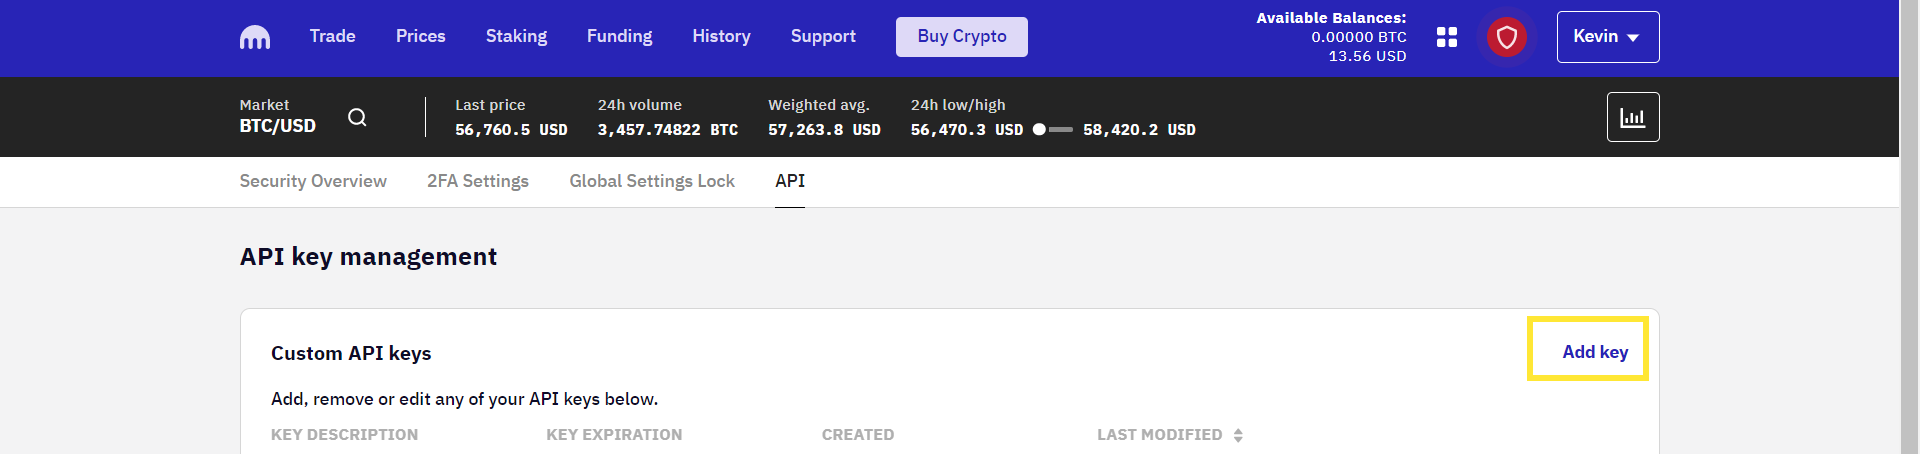 Trade Prices Staking Funding History Support Buy Crypto
Available Balances:
0.00000 BTC
13.56 USD
Kevin
Market
BTC/USD
Last price
56,760.5 USD
24h volume
3,457.74822 BTC
Weighted avg.
57,263.8 USD
24h low/high
56,470.3 USD 58,420.2 USD
Security Overview 2FA Settings Global Settings Lock API
API key management
Custom API keys
Add key
Add, remove or edit any of your API keys below.
KEY DESCRIPTION KEY EXPIRATION CREATED LAST MODIFIED